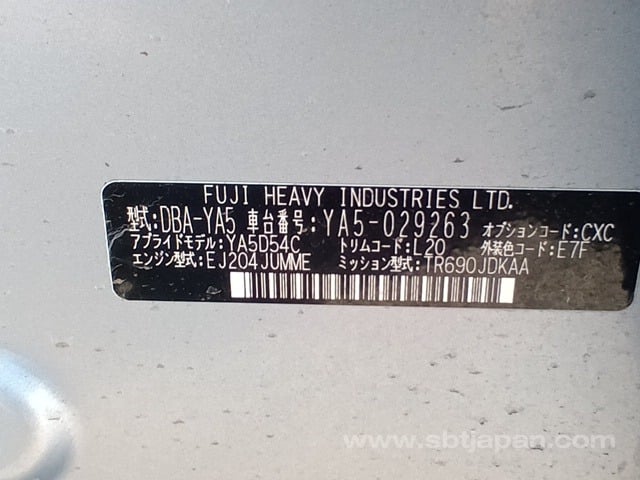 FUJI HEAVY INDUSTRIES LTD.
型式:DBA-YA5 車台番号:YA5-029263 オプションコード:CXC
アプライドモデル:YA5D54C トリムコード:L20 外装色コード:E7F
エンジン型式:EJ204JUMME ミッション型式:TR690JDKAA
www.sbtjapan.com